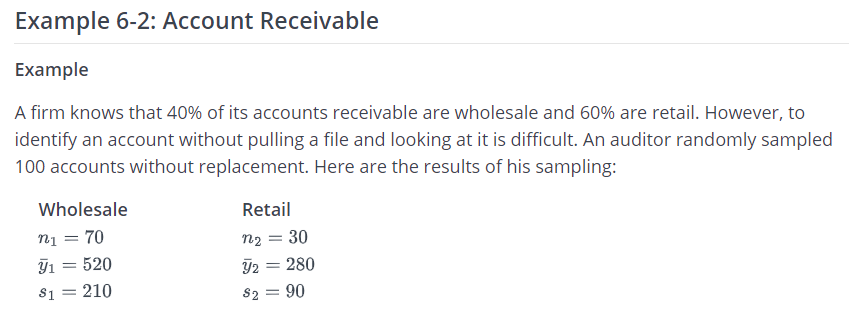 Example 6-2: Account Receivable
Example
A firm knows that 40% of its accounts receivable are wholesale and 60% are retail. However, to
identify an account without pulling a file and looking at it is difficult. An auditor randomly sampled
100 accounts without replacement. Here are the results of his sampling:
Wholesale Retail
n₁ = 70 n₂ = 30
ȳ₁ = 520 ȳ₂ = 280
s₁ = 210 s₂ = 90